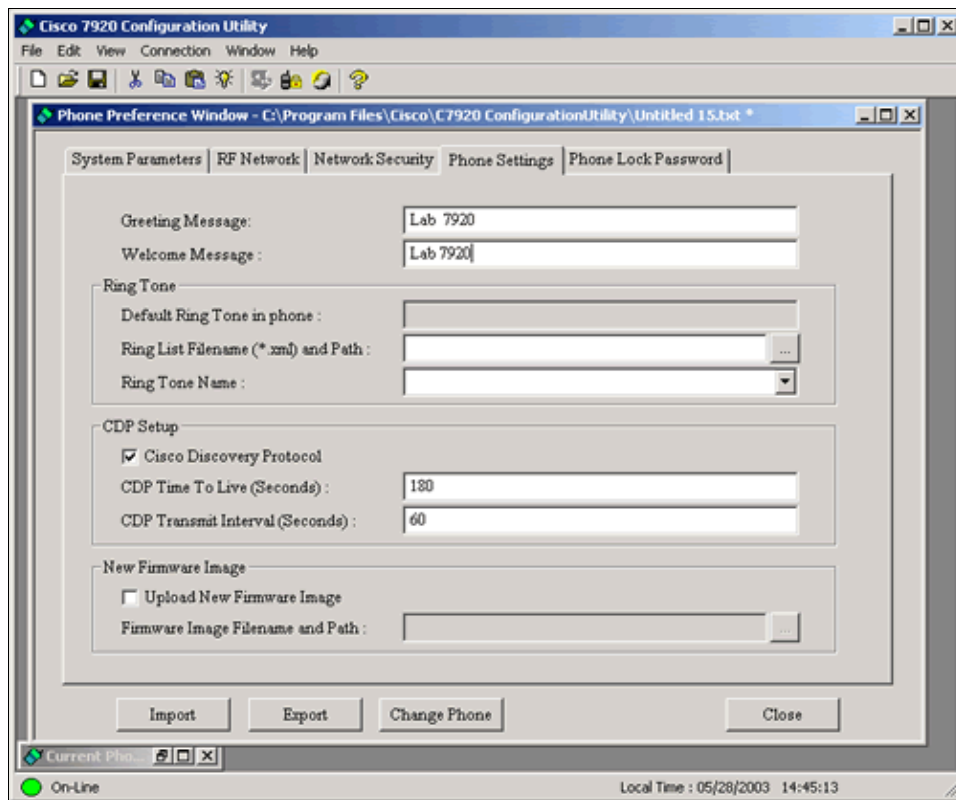 Cisco 7920 Configuration Utility
File Edit View Connection Window Help
Phone Preference Window - C:\Program Files\Cisco\C7920 ConfigurationUtility\Untitled 15.txt *
System Parameters RF Network Network Security Phone Settings Phone Lock Password
Greeting Message: Lab 7920
Welcome Message : Lab 7920
Ring Tone
Default Ring Tone in phone :
Ring List Filename (*.xml) and Path : ...
Ring Tone Name :
CDP Setup
Cisco Discovery Protocol
CDP Time To Live (Seconds) : 180
CDP Transmit Interval (Seconds) : 60
New Firmware Image
Upload New Firmware Image
Firmware Image Filename and Path : ...
Import Export Change Phone Close
Current Pho...
On-Line Local Time : 05/28/2003 14:45:13